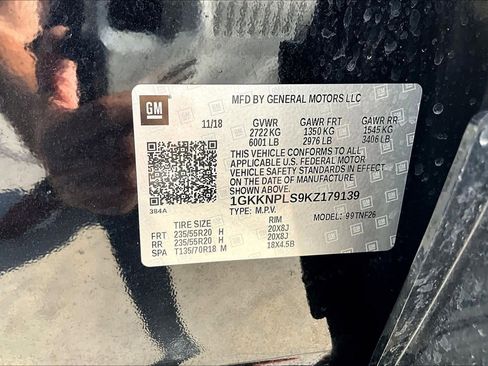 GM
MFD BY GENERAL MOTORS LLC
11/18 GVWR GAWR FRT GAWR RR
2722 KG 1350 KG 1545 KG
6001 LB 2976 LB 3406 LB
THIS VEHICLE CONFORMS TO ALL
APPLICABLE U.S. FEDERAL MOTOR
VEHICLE SAFETY STANDARDS IN EFFECT
ON THE DATE OF MANUFACTURE
SHOWN ABOVE.
1GKKNPLS9KZ179139
384A TYPE: M.P.V. MODEL: 99TNF26
TIRE SIZE RIM
FRT 235/55R20 H 20X8J
RR 235/55R20 H 20X8J
SPA T135/70R18 M 18X4.5B